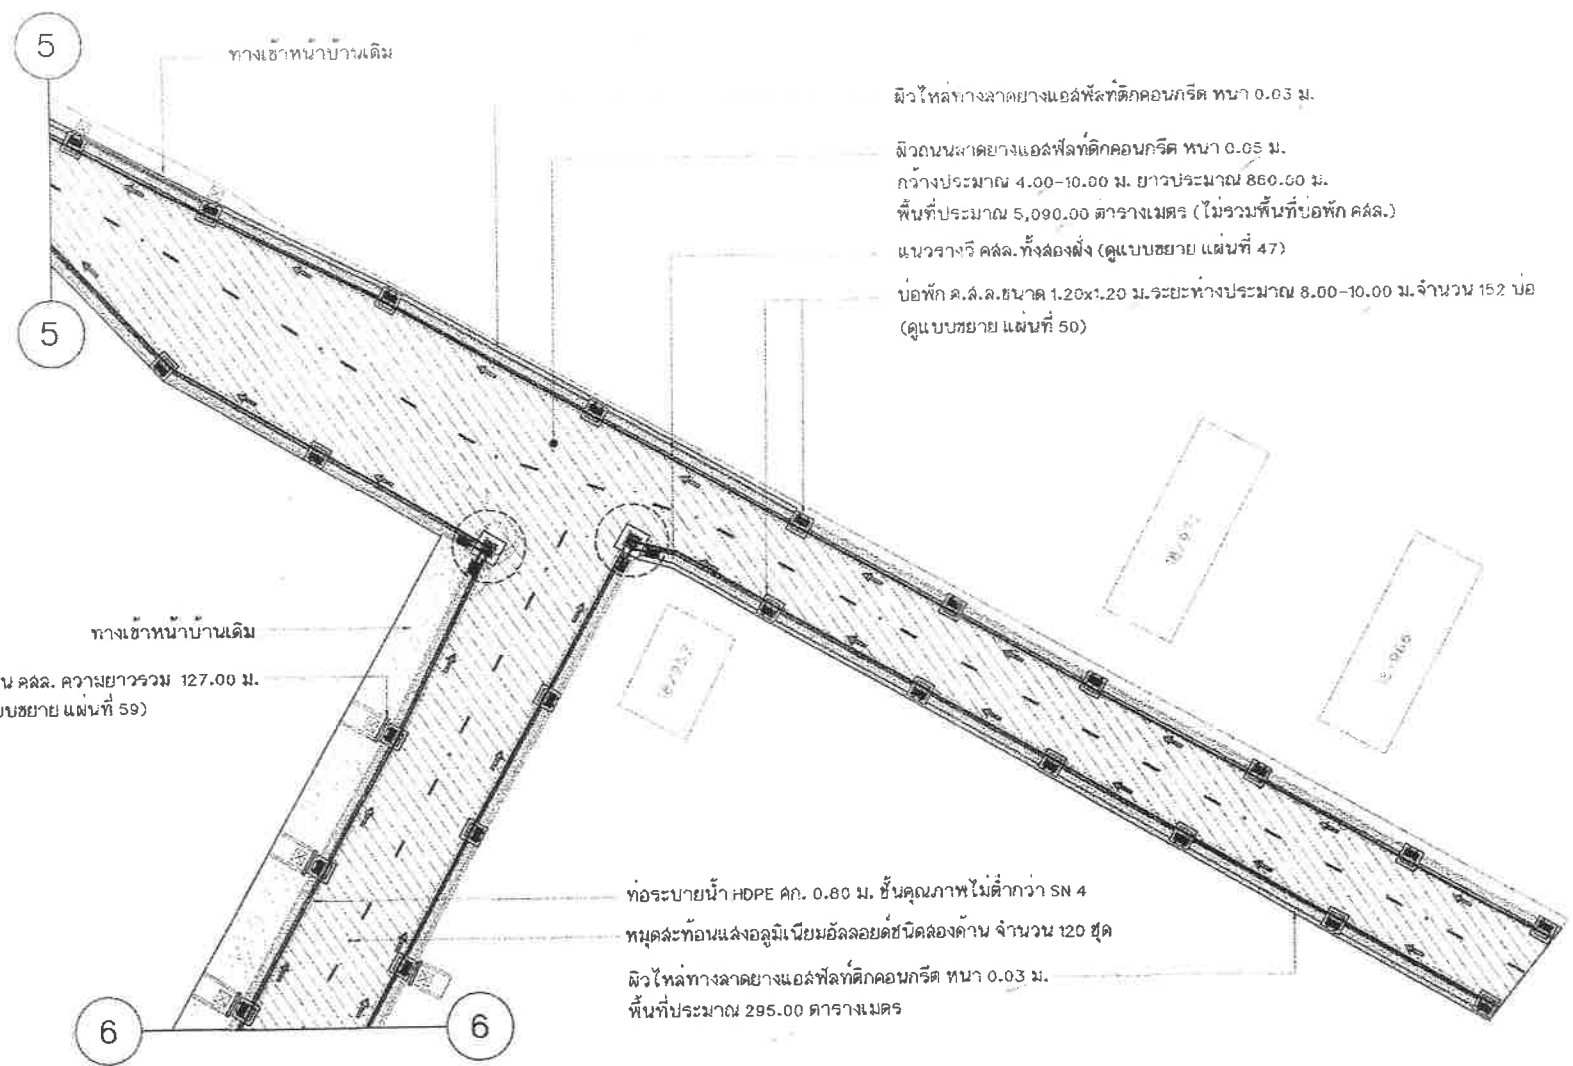 5
ทางเข้าหน้าบ้านเดิม
ผิวไหล่ทางลาดยางแอสฟัลท์ติกคอนกรีต หนา 0.03 ม.
ผิวถนนลาดยางแอสฟัลท์ติกคอนกรีต หนา 0.05 ม.
กว้างประมาณ 4.00-10.00 ม. ยาวประมาณ 860.00 ม.
พื้นที่ประมาณ 5,090.00 ตารางเมตร (ไม่รวมพื้นที่บ่อพัก คสล.)
แนวรางวี คสล.ทั้งสองฝั่ง (ดูแบบขยาย แผ่นที่ 47)
บ่อพัก ค.ส.ล.ขนาด 1.20x1.20 ม.ระยะห่างประมาณ 8.00-10.00 ม.จำนวน 152 บ่อ
(ดูแบบขยาย แผ่นที่ 50)
5
ทางเข้าหน้าบ้านเดิม
น คสล. ความยาวรวม 127.00 ม.
บบขยาย แผ่นที่ 59)
ท่อระบายน้ำ HDPE ศก. 0.80 ม. ชั้นคุณภาพไม่ต่ำกว่า SN 4
หมุดสะท้อนแสงอลูมิเนียมอัลลอยด์ชนิดสองด้าน จำนวน 120 ชุด
ผิวไหล่ทางลาดยางแอสฟัลท์ติกคอนกรีต หนา 0.03 ม.
พื้นที่ประมาณ 295.00 ตารางเมตร
6
6